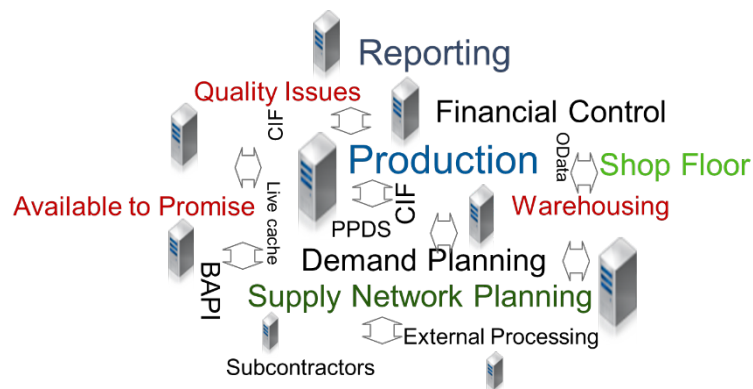 Reporting
Quality Issues
CIF
Financial Control
Production
OData
Shop Floor
Available to Promise
Live cache
CIF
Warehousing
PPDS
Demand Planning
BAPI
Supply Network Planning
External Processing
Subcontractors